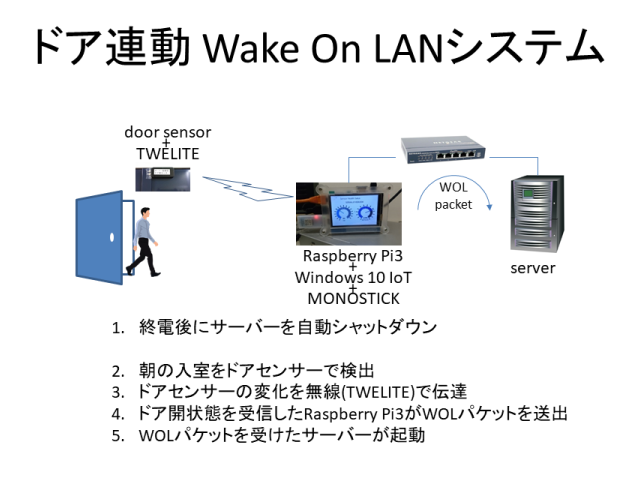 ドア連動 Wake On LANシステム
door sensor
+
TWELITE
WOL
packet
Raspberry Pi3
+
Windows 10 IoT
+
MONOSTICK
server
1. 終電後にサーバーを自動シャットダウン
2. 朝の入室をドアセンサーで検出
3. ドアセンサーの変化を無線(TWELITE)で伝達
4. ドア開状態を受信したRaspberry Pi3がWOLパケットを送出
5. WOLパケットを受けたサーバーが起動